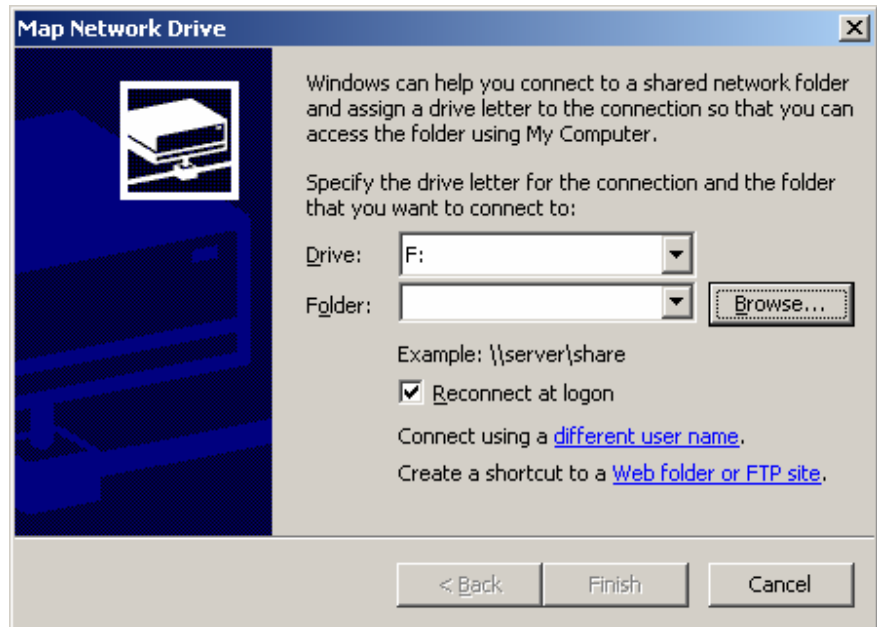 Map Network Drive
Windows can help you connect to a shared network folder
and assign a drive letter to the connection so that you can
access the folder using My Computer.
Specify the drive letter for the connection and the folder
that you want to connect to:
Drive: F:
Folder: Browse...
Example: \\server\share
Reconnect at logon
Connect using a different user name.
Create a shortcut to a Web folder or FTP site.
< Back Finish Cancel